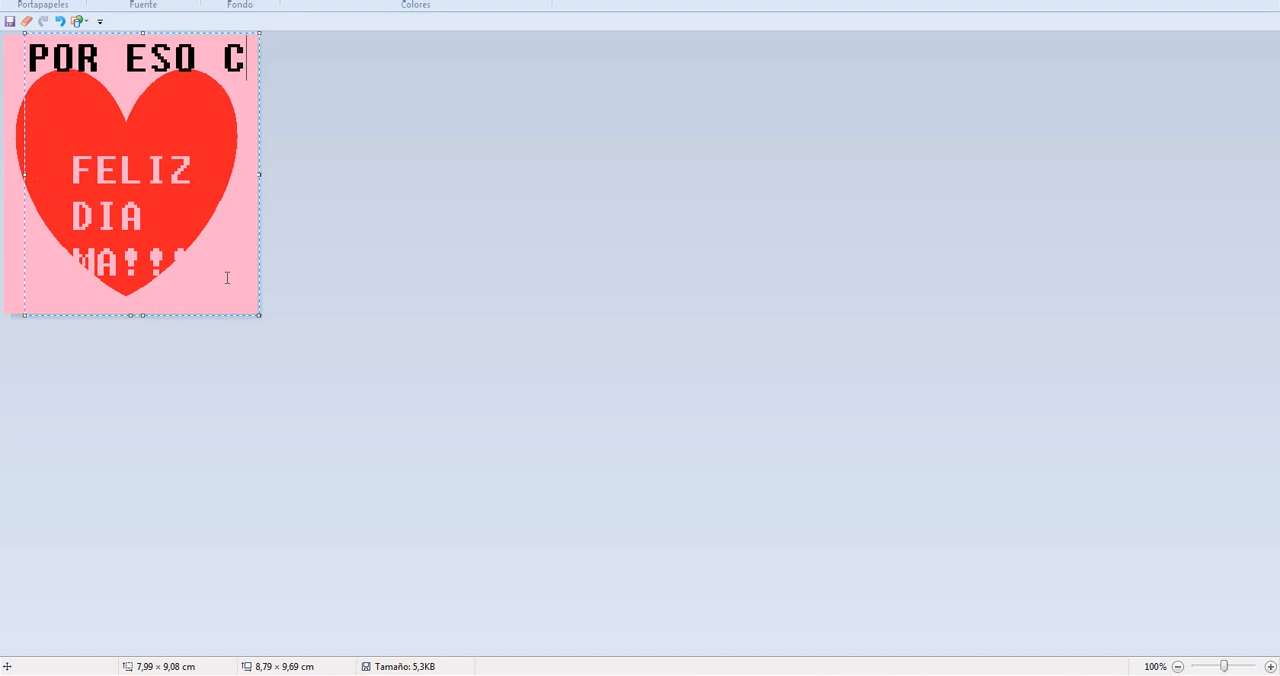 Portapapeles
Fuente
Fondo
Colores
POR ESO C
FELIZ
DIA
MA!!!
7,99 × 9,08 cm
8,79 × 9,69 cm
Tamaño: 5,3KB
100%